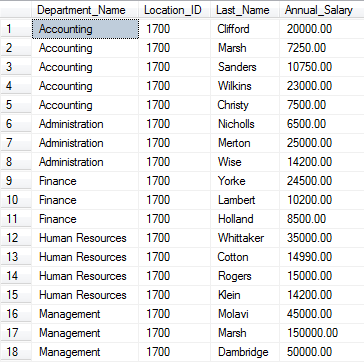 Department_Name Location_ID Last_Name Annual_Salary
1 Accounting 1700 Clifford 20000.00
2 Accounting 1700 Marsh 7250.00
3 Accounting 1700 Sanders 10750.00
4 Accounting 1700 Wilkins 23000.00
5 Accounting 1700 Christy 7500.00
6 Administration 1700 Nicholls 6500.00
7 Administration 1700 Merton 25000.00
8 Administration 1700 Wise 14200.00
9 Finance 1700 Yorke 24500.00
10 Finance 1700 Lambert 10200.00
11 Finance 1700 Holland 8500.00
12 Human Resources 1700 Whittaker 35000.00
13 Human Resources 1700 Cotton 14990.00
14 Human Resources 1700 Rogers 15000.00
15 Human Resources 1700 Klein 14200.00
16 Management 1700 Molavi 45000.00
17 Management 1700 Marsh 150000.00
18 Management 1700 Dambridge 50000.00